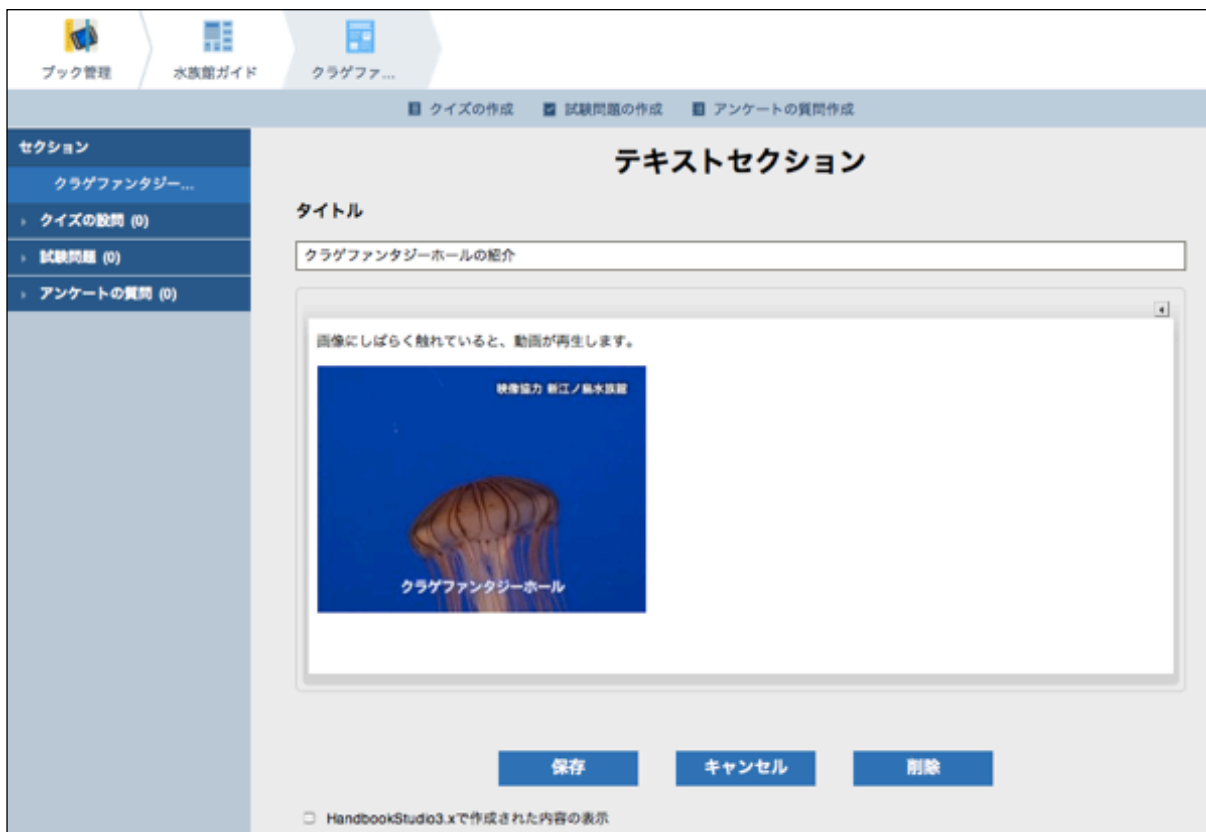 ブック管理
水族館ガイド
クラゲファ...
クイズの作成
試験問題の作成
アンケートの質問作成
セクション
クラゲファンタジー...
クイズの設問 (0)
試験問題 (0)
アンケートの質問 (0)
テキストセクション
タイトル
クラゲファンタジーホールの紹介
画像にしばらく触れていると、動画が再生します。
映像協力 新江ノ島水族館
クラゲファンタジーホール
保存
キャンセル
削除
HandbookStudio3.xで作成された内容の表示